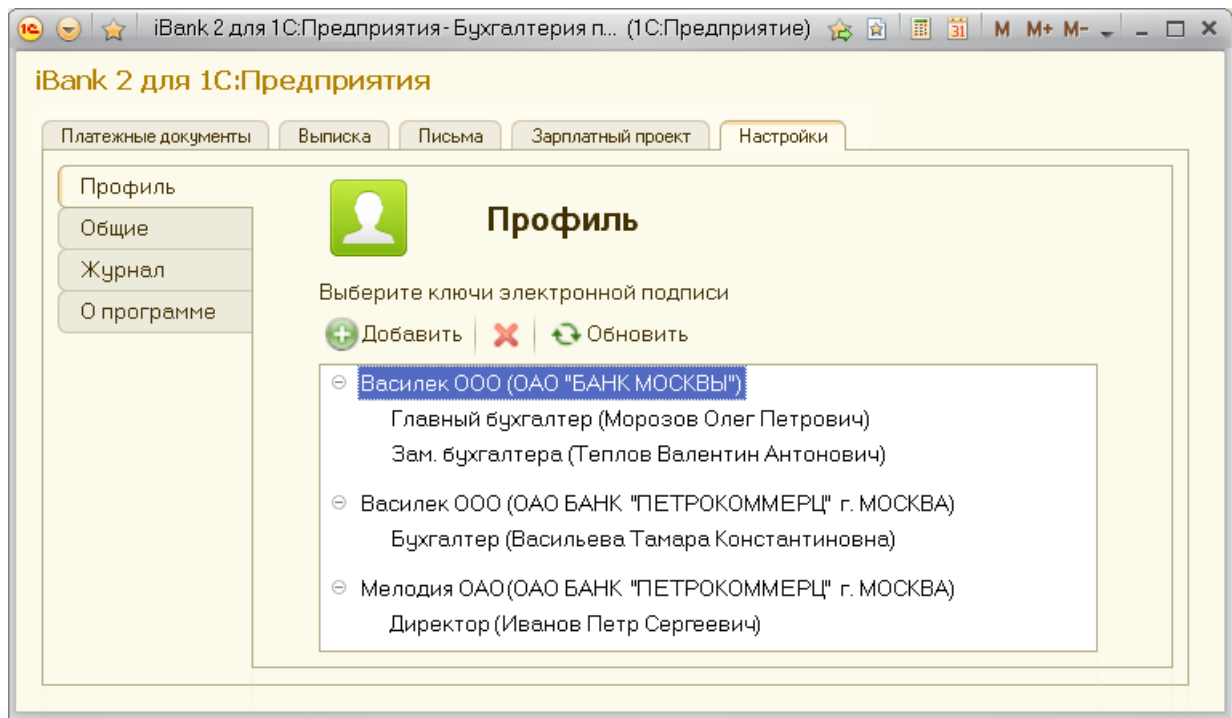 iBank 2 для 1С:Предприятия - Бухгалтерия п... (1С:Предприятие) 31 M M+ M-
iBank 2 для 1С:Предприятия
Платежные документы Выписка Письма Зарплатный проект Настройки
Профиль
Общие
Журнал
О программе
Профиль
Выберите ключи электронной подписи
Добавить Обновить
Василек ООО (ОАО "БАНК МОСКВЫ")
Главный бухгалтер (Морозов Олег Петрович)
Зам. бухгалтера (Теплов Валентин Антонович)
Василек ООО (ОАО БАНК "ПЕТРОКОММЕРЦ" г. МОСКВА)
Бухгалтер (Васильева Тамара Константиновна)
Мелодия ОАО(ОАО БАНК "ПЕТРОКОММЕРЦ" г. МОСКВА)
Директор (Иванов Петр Сергеевич)